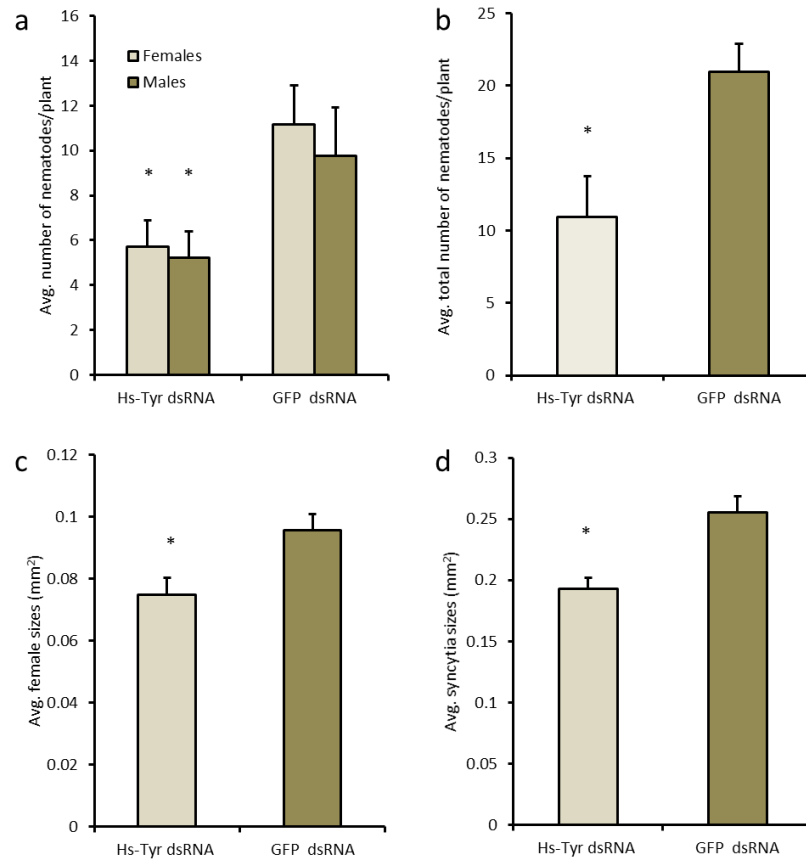 a
Avg. number of nematodes/plant
16
14
12
10
8
6
4
2
0
Females
Males
*
*
Hs-Tyr dsRNA
GFP dsRNA
b
Avg. total number of nematodes/plant
25
20
15
10
5
0
*
Hs-Tyr dsRNA
GFP dsRNA
c
Avg. female sizes (mm²)
0.12
0.1
0.08
0.06
0.04
0.02
0
*
Hs-Tyr dsRNA
GFP dsRNA
d
Avg. syncytia sizes (mm²)
0.3
0.25
0.2
0.15
0.1
0.05
0
*
Hs-Tyr dsRNA
GFP dsRNA